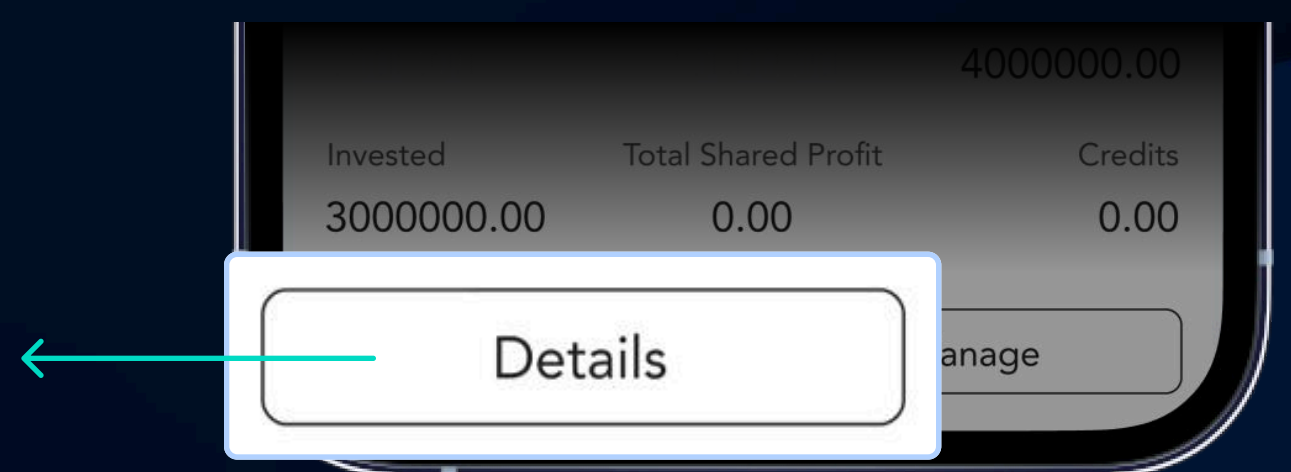 4000000.00
Invested Total Shared Profit Credits
3000000.00 0.00 0.00
Details anage